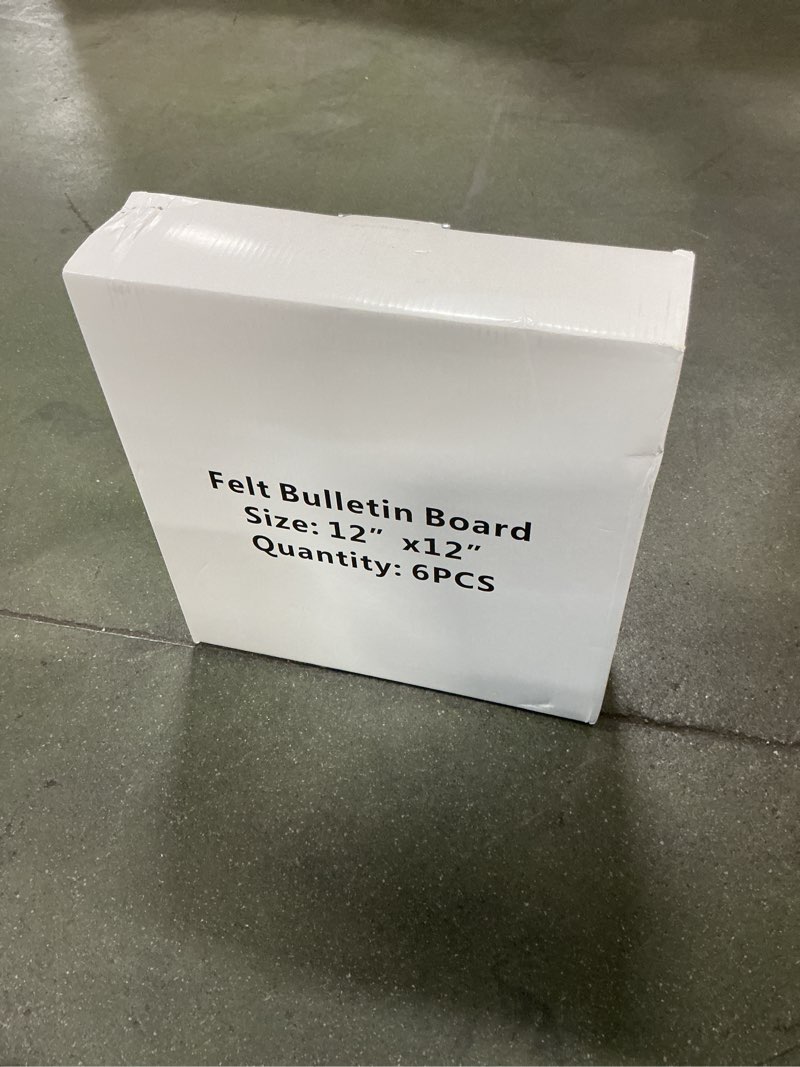 Felt Bulletin Board
Size: 12” x12”
Quantity: 6PCS